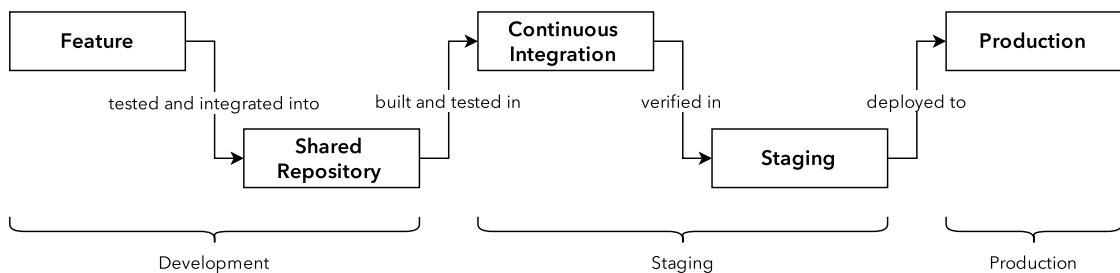 Feature
Continuous
Integration
Production
tested and integrated into
built and tested in
verified in
deployed to
Shared
Repository
Staging
Development
Staging
Production